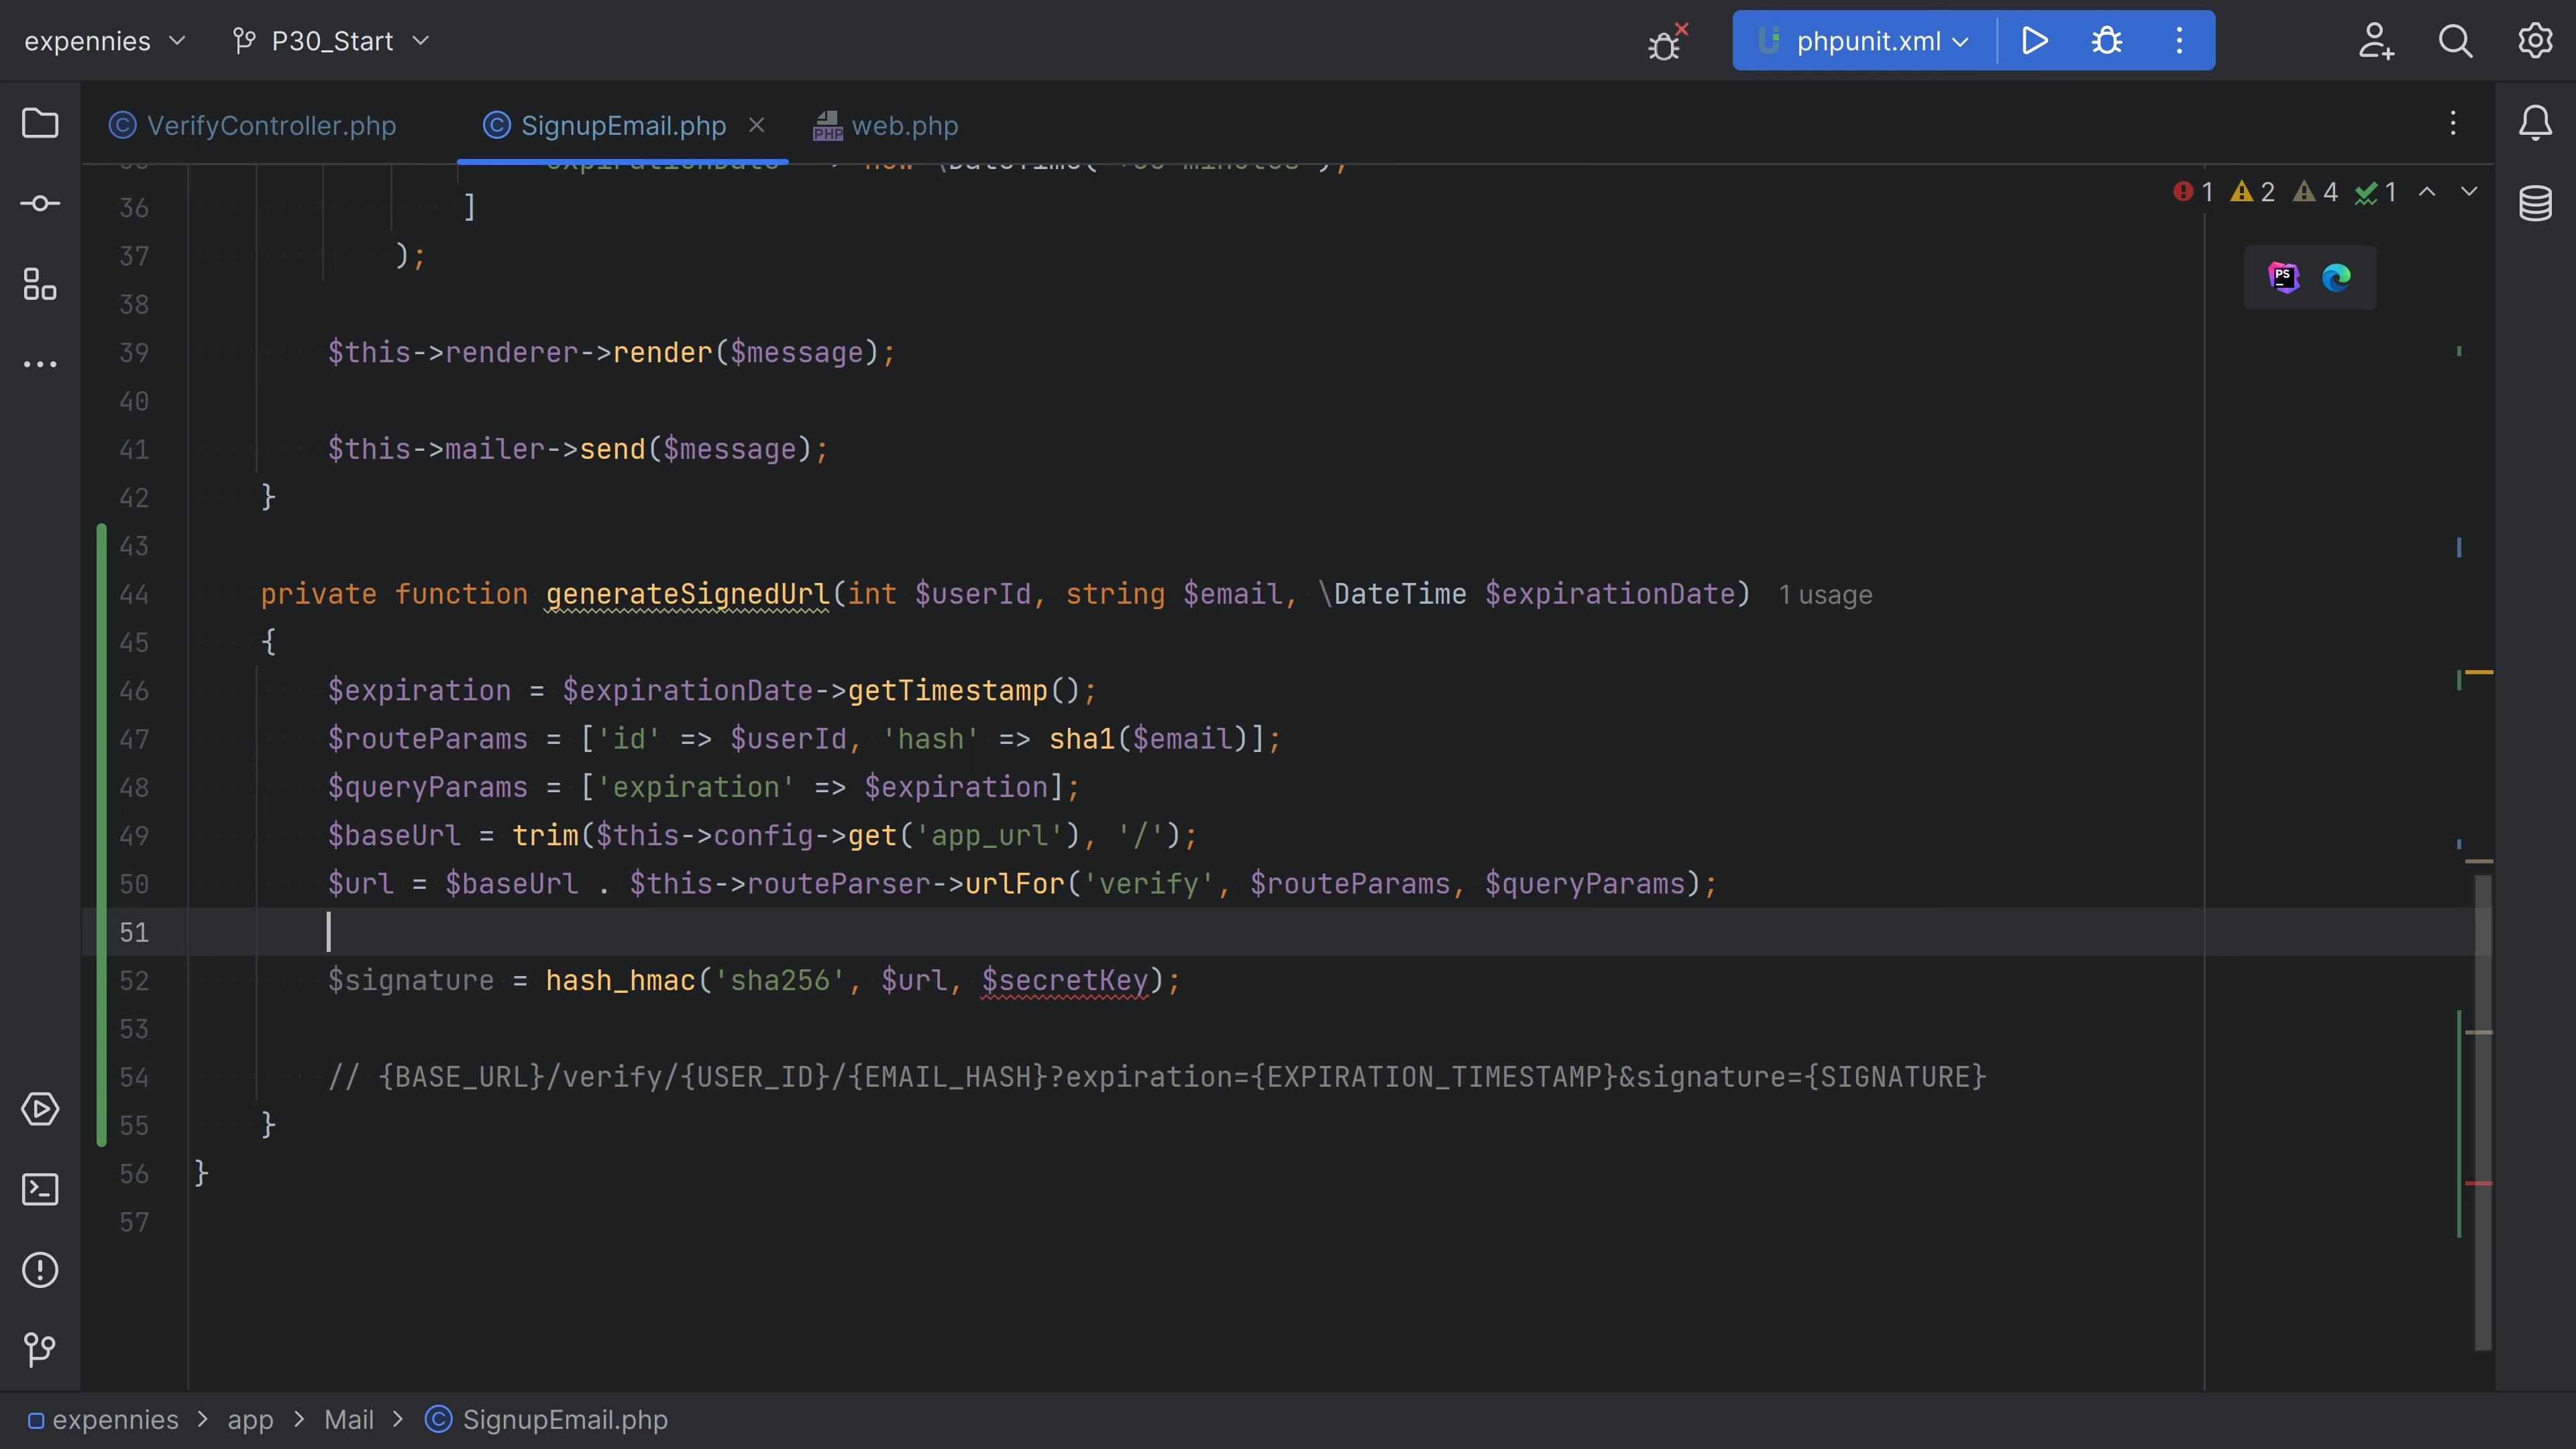 expennies
P30_Start
phpunit.xml
VerifyController.php
SignupEmail.php
web.php
1 2 4 1
36 ]
37 );
38
39 $this->renderer->render($message);
40
41 $this->mailer->send($message);
42 }
43
44 private function generateSignedUrl(int $userId, string $email, \DateTime $expirationDate) 1 usage
45 {
46 $expiration = $expirationDate->getTimestamp();
47 $routeParams = ['id' => $userId, 'hash' => sha1($email)];
48 $queryParams = ['expiration' => $expiration];
49 $baseUrl = trim($this->config->get('app_url'), '/');
50 $url = $baseUrl . $this->routeParser->urlFor('verify', $routeParams, $queryParams);
51
52 $signature = hash_hmac('sha256', $url, $secretKey);
53
54 // {BASE_URL}/verify/{USER_ID}/{EMAIL_HASH}?expiration={EXPIRATION_TIMESTAMP}&signature={SIGNATURE}
55 }
56 }
57
expennies > app > Mail > SignupEmail.php